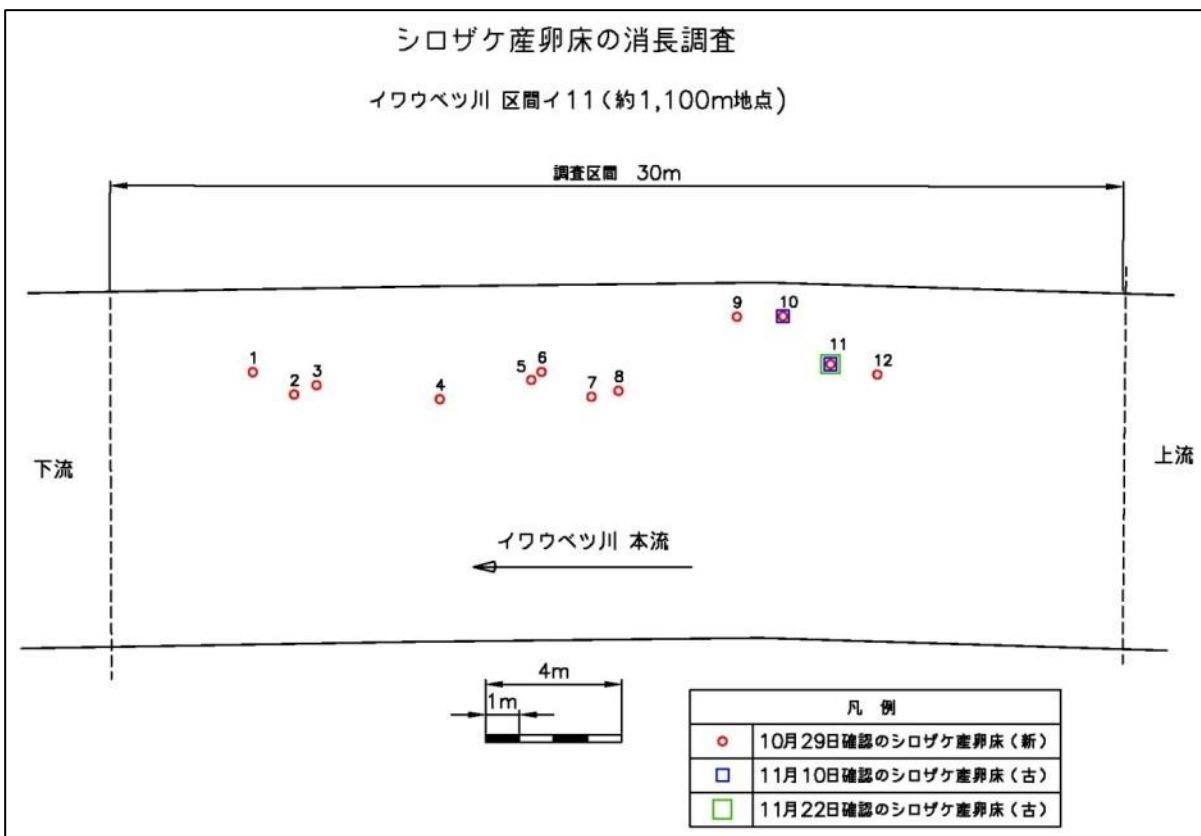 シロザケ産卵床の消長調査
イワウベツ川 区間イ11(約1,100m地点)
調査区間 30m
9 10
11
12
1
2 3
4
5 6
7 8
下流
上流
イワウベツ川 本流
4m
1m
凡 例
10月29日確認のシロザケ産卵床(新)
11月10日確認のシロザケ産卵床(古)
11月22日確認のシロザケ産卵床(古)